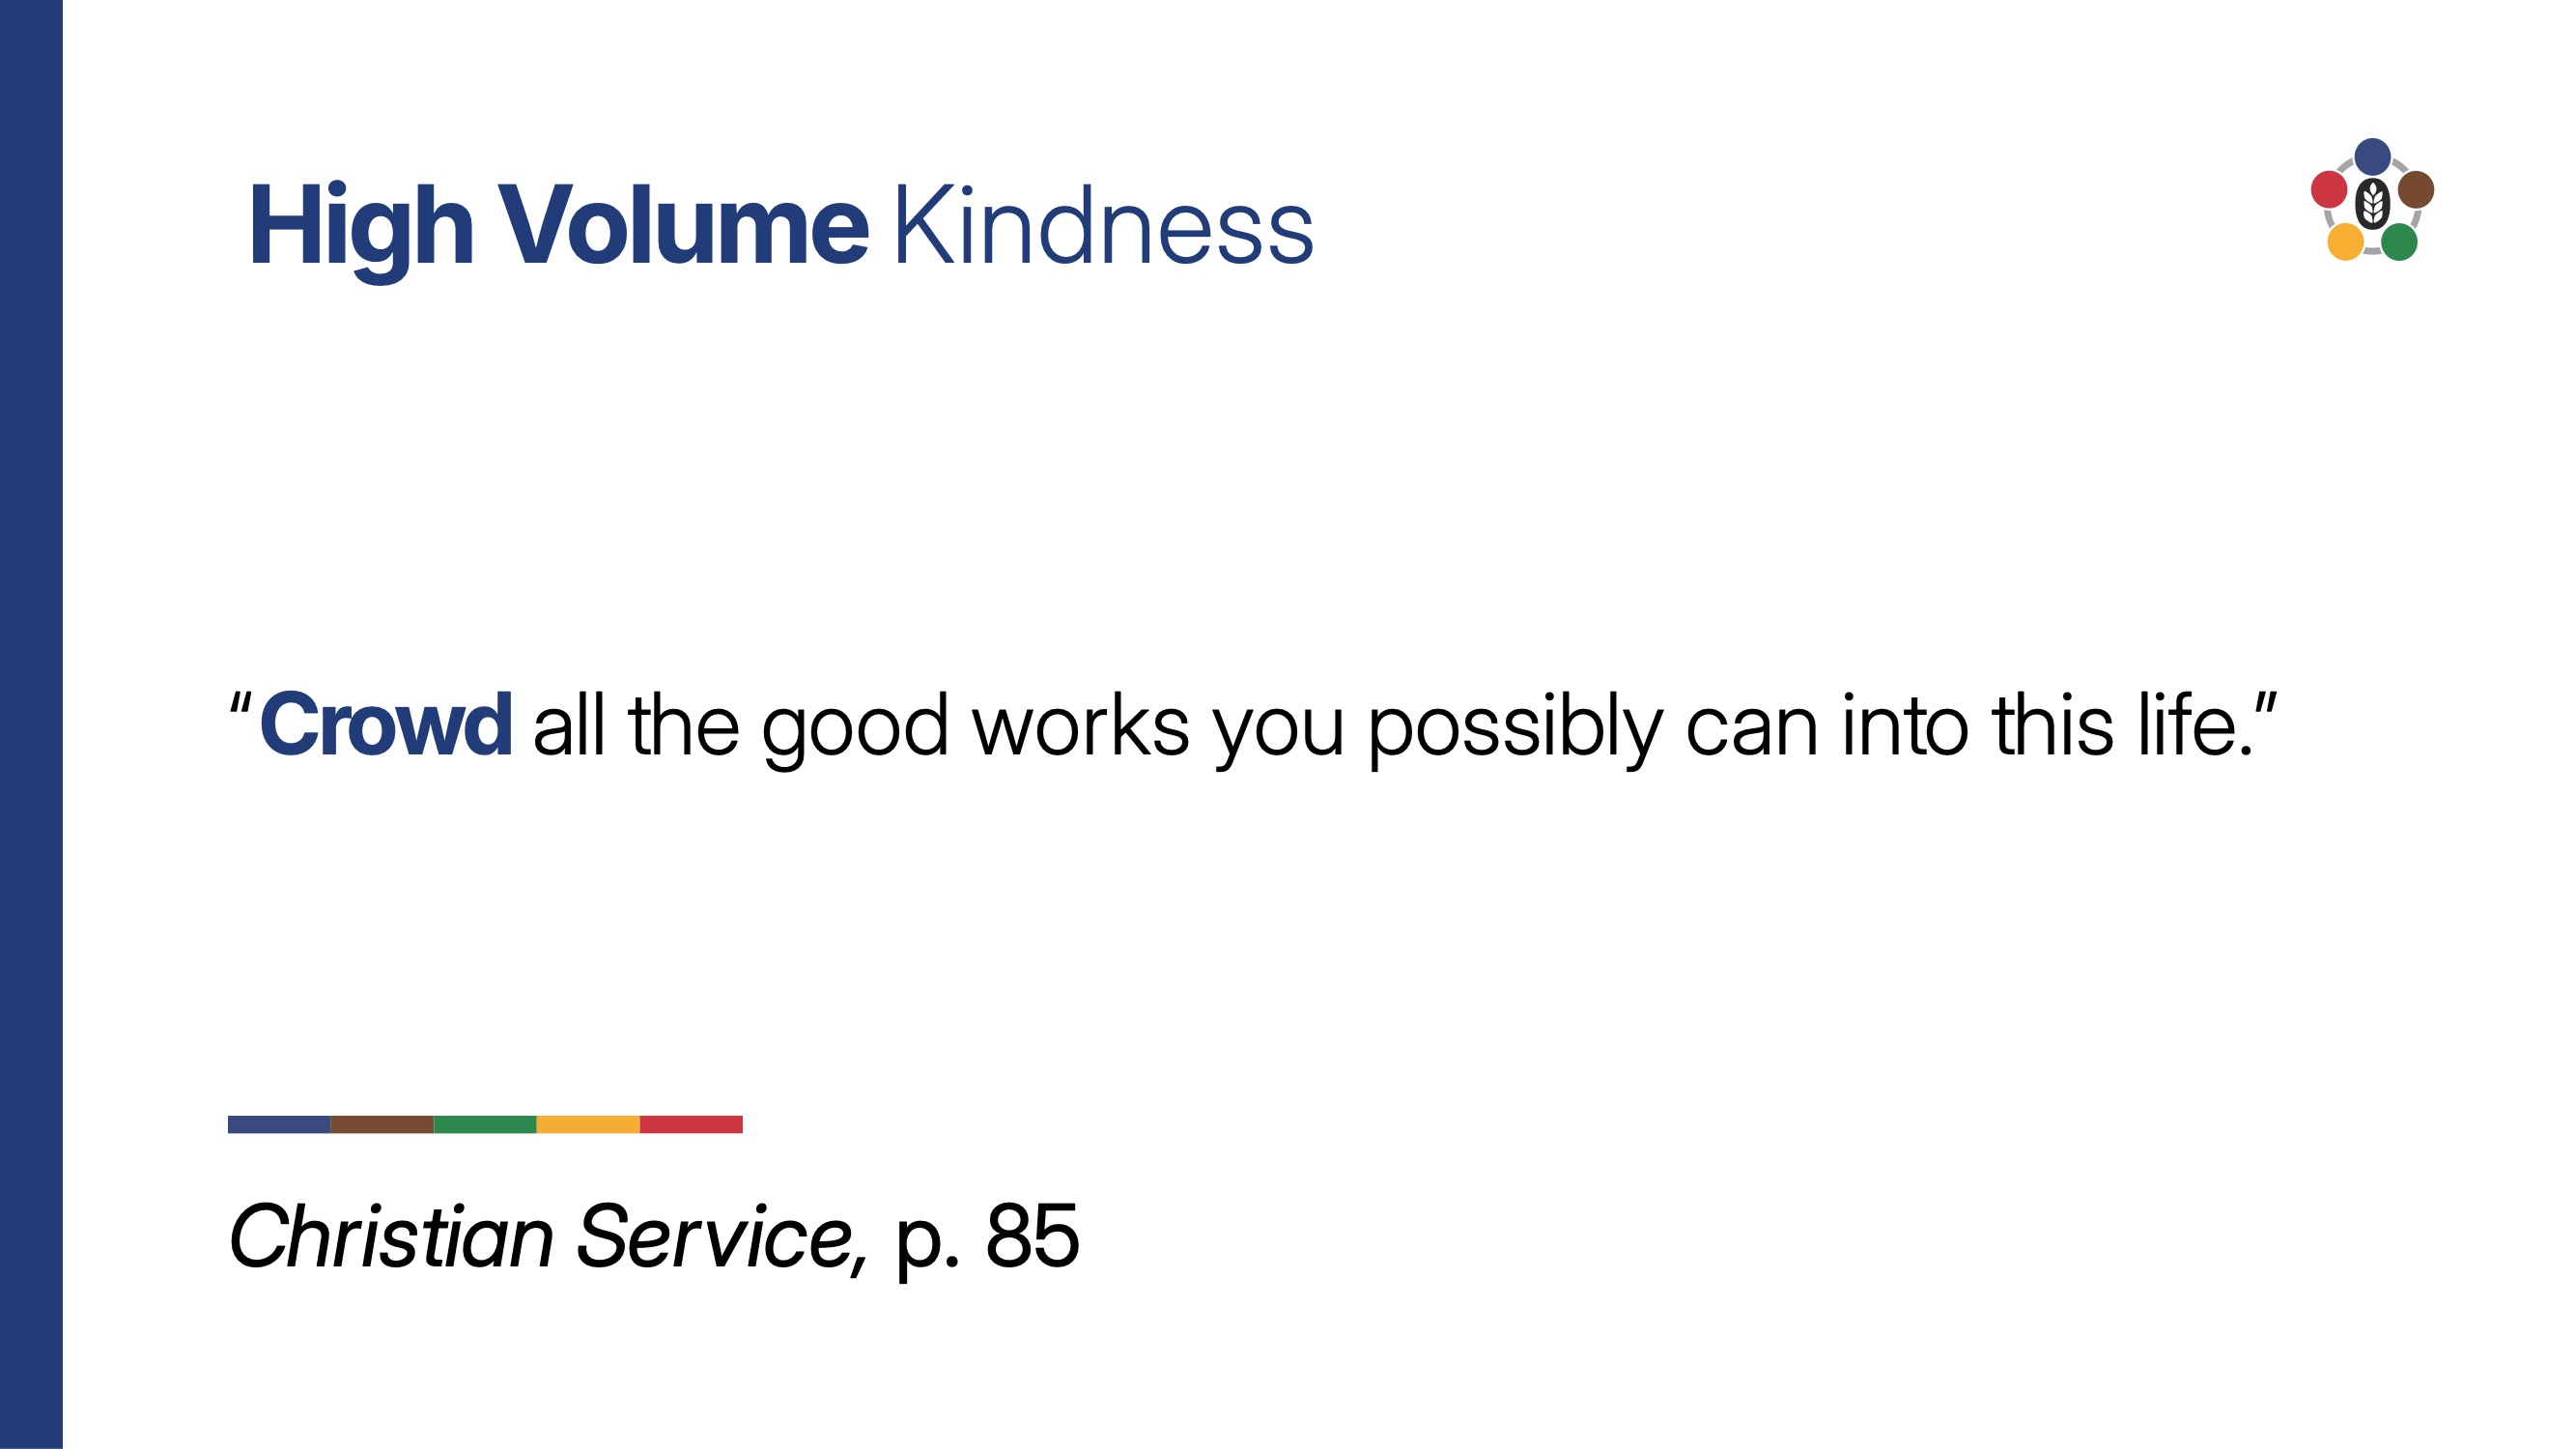 High Volume Kindness
“Crowd all the good works you possibly can into this life.”
Christian Service, p. 85